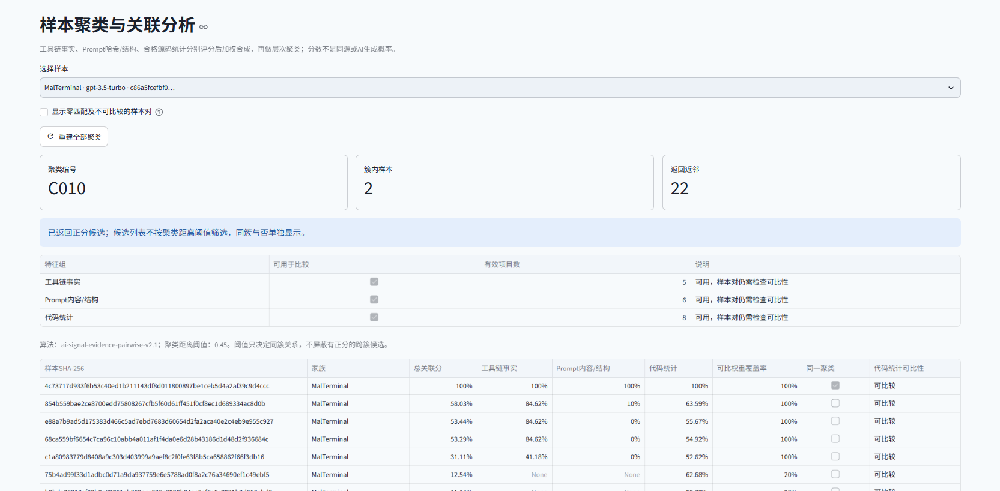 样本聚类与关联分析
工具链事实、Prompt哈希/结构、合格源码统计分别评分后加权合成，再做层次聚类；分数不是同源或AI生成概率。
选择样本
MalTerminal · gpt-3.5-turbo · c86a5fcefbf0…
显示零匹配及不可比较的样本对
重建全部聚类
聚类编号 簇内样本 返回近邻
C010 2 22
已返回正分候选；候选列表不按聚类距离阈值筛选，同簇与否单独显示。
特征组 可用于比较 有效项目数 说明
工具链事实 5 可用，样本对仍需检查可比性
Prompt内容/结构 6 可用，样本对仍需检查可比性
代码统计 8 可用，样本对仍需检查可比性
算法：ai-signal-evidence-pairwise-v2.1；聚类距离阈值：0.45。阈值只决定同簇关系，不屏蔽有正分的跨簇候选。
样本SHA-256 家族 总关联分 工具链事实 Prompt内容/结构 代码统计 可比权重覆盖率 同一聚类 代码统计可比性
4c73717d933f6b53c40ed1b211143df8d011800897be1ceb5d4a2af39c9d4ccc MalTerminal 100% 100% 100% 100% 100% 可比较
854b559bae2ce8700edd75808267cfb5f60d61ff451f0cf8ec1d689334ac8d0b MalTerminal 58.03% 84.62% 10% 63.59% 100% 可比较
e88a7b9ad5d175383d466c5ad7ebd7683d60654d2fa2aca40e2c4eb9e955c927 MalTerminal 53.44% 84.62% 0% 55.67% 100% 可比较
68ca559bf6654c7ca96c10abb4a011af1f4da0e6d28b43186d1d48d2f936684c MalTerminal 53.29% 84.62% 0% 54.92% 100% 可比较
c1a80983779d8408a9c303d403999a9aef8c2f0fe63f8b5ca658862f66f3db16 MalTerminal 31.11% 41.18% 0% 52.62% 100% 可比较
75b4ad99f33d1adbc0d71a9da937759e6e5788ad0f8a2c76a34690ef1c49ebf5 MalTerminal 12.54% None None 62.68% 20% 可比较